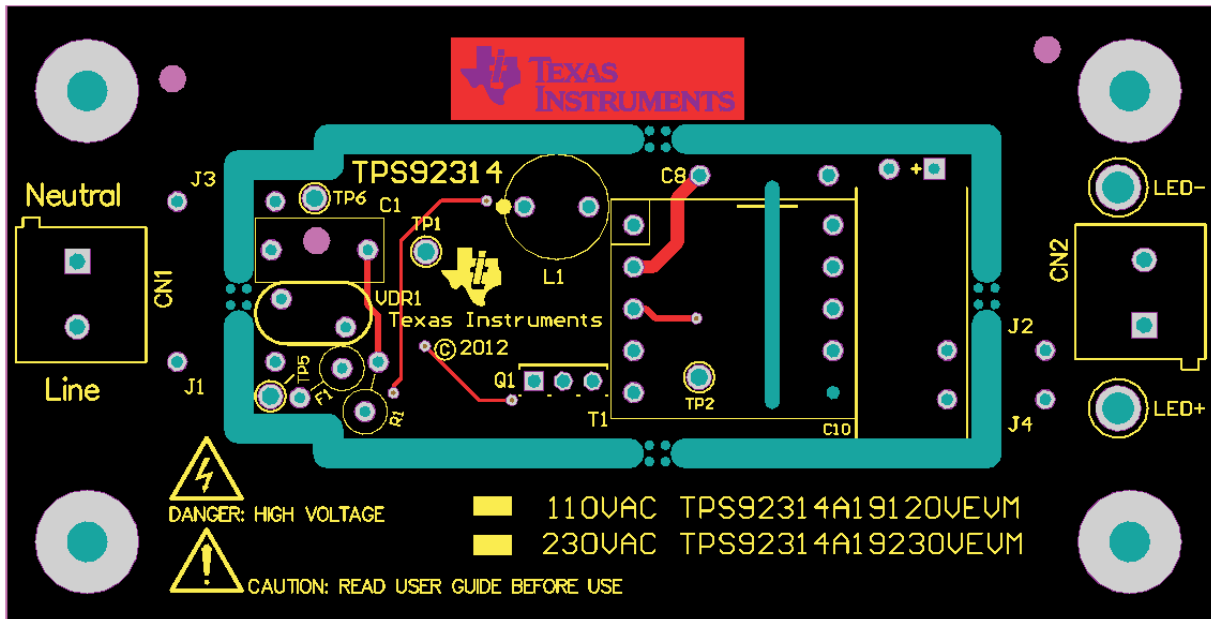 TEXAS
INSTRUMENTS
TPS92314
J3
TP6
C8
+
LED-
Neutral
C1
TP1
CN1
L1
CN2
VDR1
Texas Instruments
© 2012
J2
J1
TP5
F1
Q1
Line
R1
T1
TP2
C10
LED+
J4
DANGER: HIGH VOLTAGE
110VAC TPS92314A19120VEVM
230VAC TPS92314A19230VEVM
CAUTION: READ USER GUIDE BEFORE USE